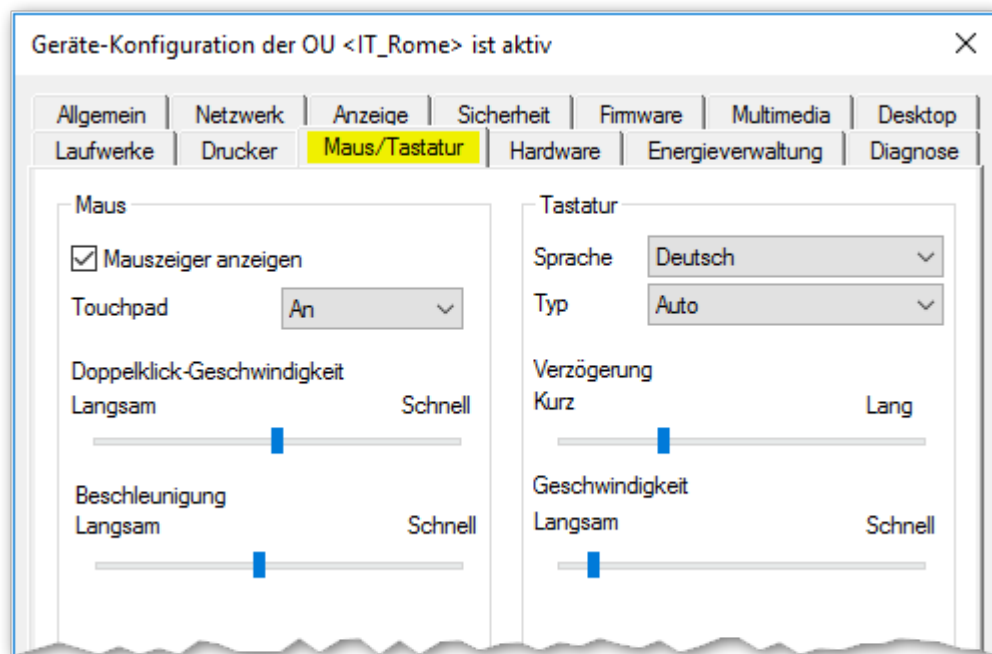 Geräte-Konfiguration der OU <IT_Rome> ist aktiv
Allgemein Netzwerk Anzeige Sicherheit Firmware Multimedia Desktop
Laufwerke Drucker Maus/Tastatur Hardware Energieverwaltung Diagnose
Maus
Mauszeiger anzeigen
Touchpad An
Doppelklick-Geschwindigkeit
Langsam Schnell
Beschleunigung
Langsam Schnell
Tastatur
Sprache Deutsch
Typ Auto
Verzögerung
Kurz Lang
Geschwindigkeit
Langsam Schnell